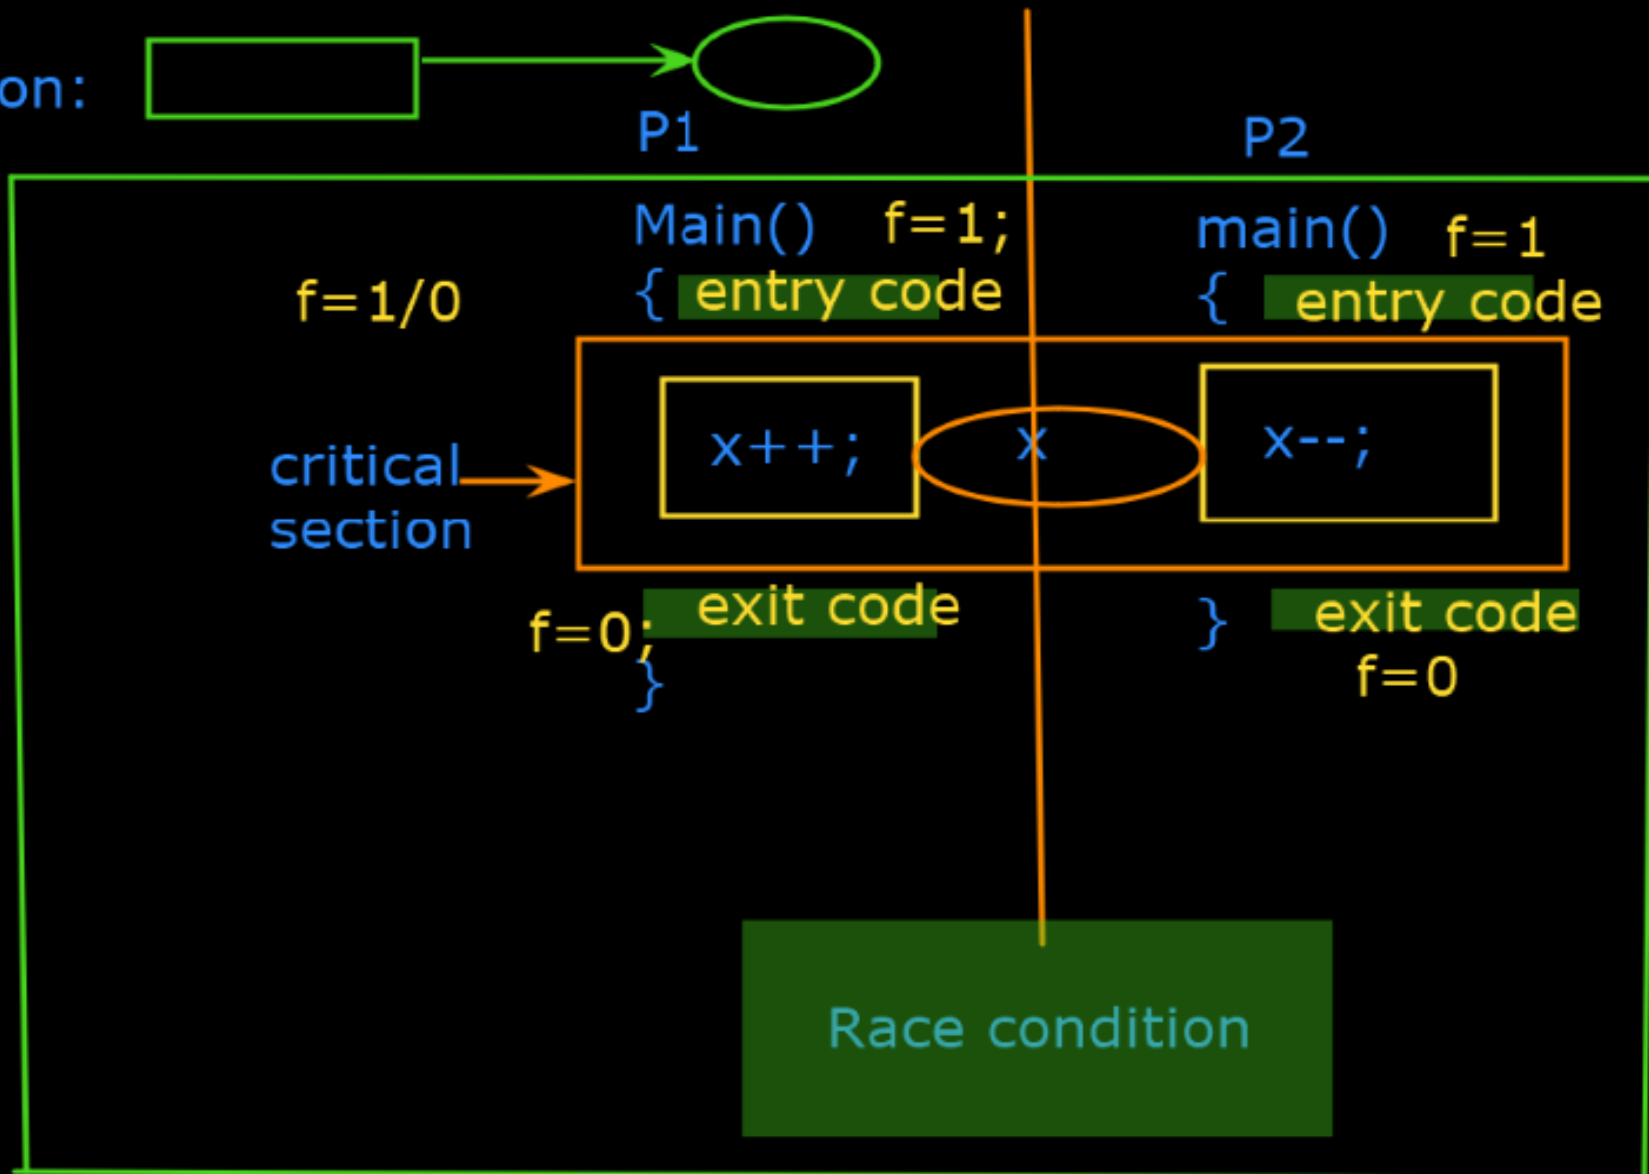 on:
P1
P2
Main() f=1;
main() f=1
f=1/0
{ entry code
{ entry code
x++;
x
x--;
critical
section
exit code
f=0;
}
} exit code
f=0
Race condition